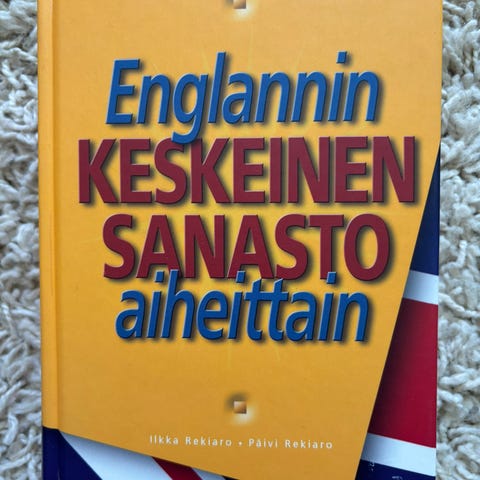 Englannin
KESKEINEN
SANASTO
aiheittain
Ilkka Rekiaro • Päivi Rekiaro